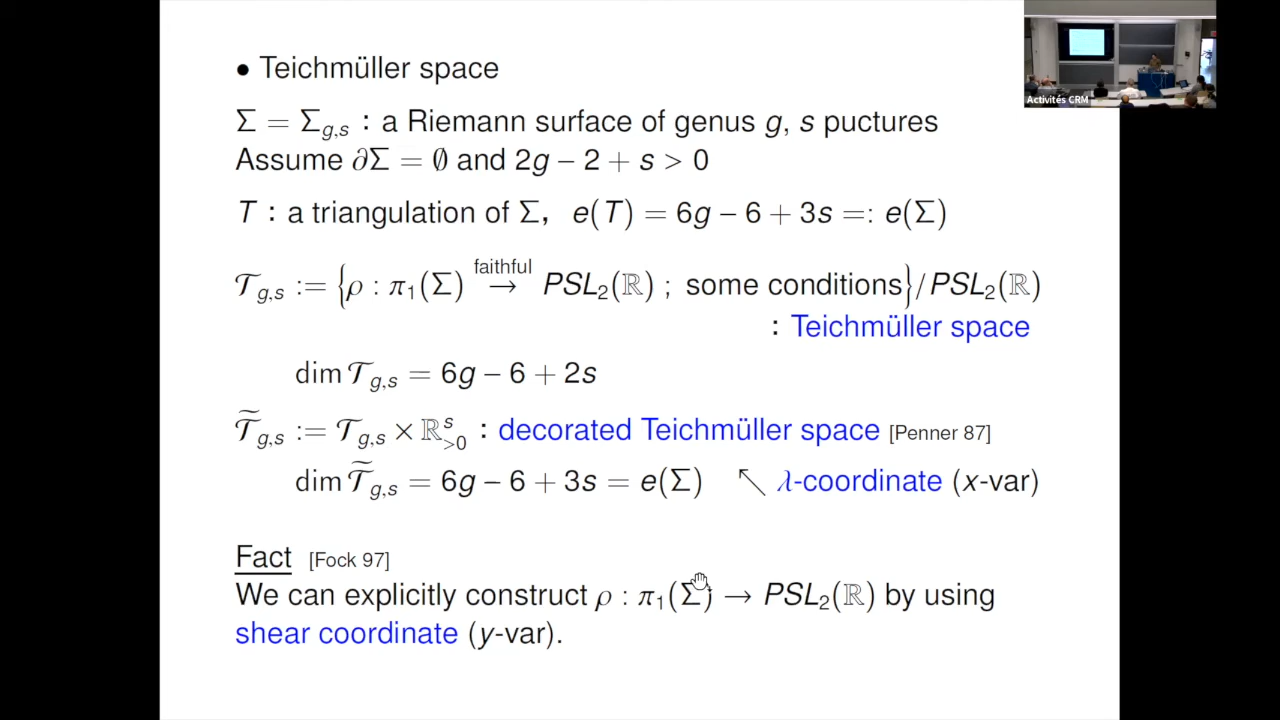 • Teichmüller space
Σ = Σ_{g,s} : a Riemann surface of genus g, s puctures
Assume ∂Σ = ∅ and 2g − 2 + s > 0
T : a triangulation of Σ, e(T) = 6g − 6 + 3s =: e(Σ)
𝒯_{g,s} := {ρ : π₁(Σ) →^{faithful} PSL₂(ℝ) ; some conditions}/PSL₂(ℝ)
: Teichmüller space
dim 𝒯_{g,s} = 6g − 6 + 2s
𝒯̃_{g,s} := 𝒯_{g,s} × ℝ^s_{>0} : decorated Teichmüller space [Penner 87]
dim 𝒯̃_{g,s} = 6g − 6 + 3s = e(Σ) ↖ λ-coordinate (x-var)
Fact [Fock 97]
We can explicitly construct ρ : π₁(Σ) → PSL₂(ℝ) by using
shear coordinate (y-var).
Activités CRM